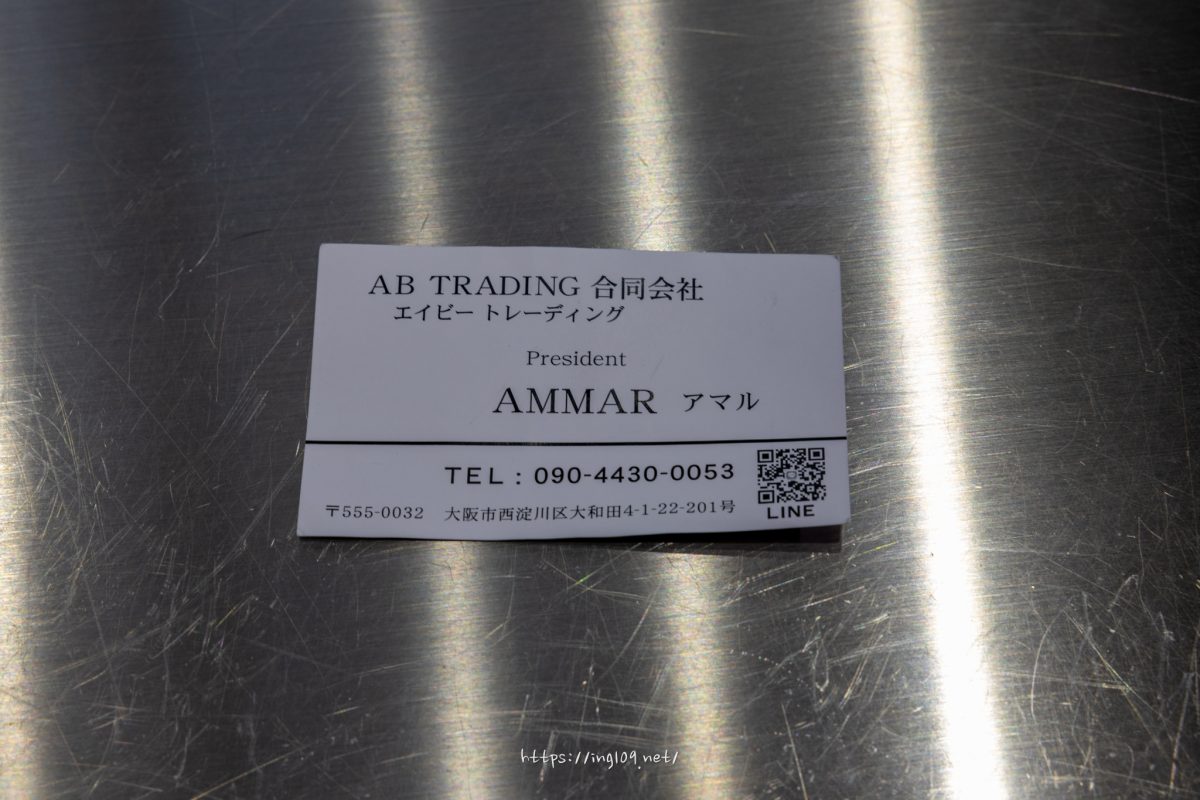 AB TRADING 合同会社
エイビー トレーディング
President
AMMAR アマル
TEL : 090-4430-0053
〒555-0032 大阪市西淀川区大和田4-1-22-201号
LINE
https://ing109.net/